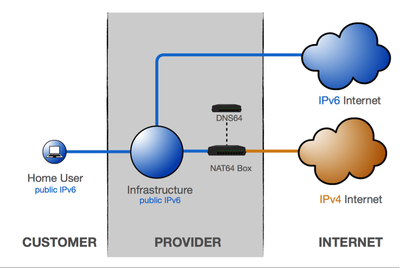 DNS64
IPv6 Internet
NAT64 Box
Home User
public IPv6
Infrastructure
public IPv6
IPv4 Internet
CUSTOMER
PROVIDER
INTERNET